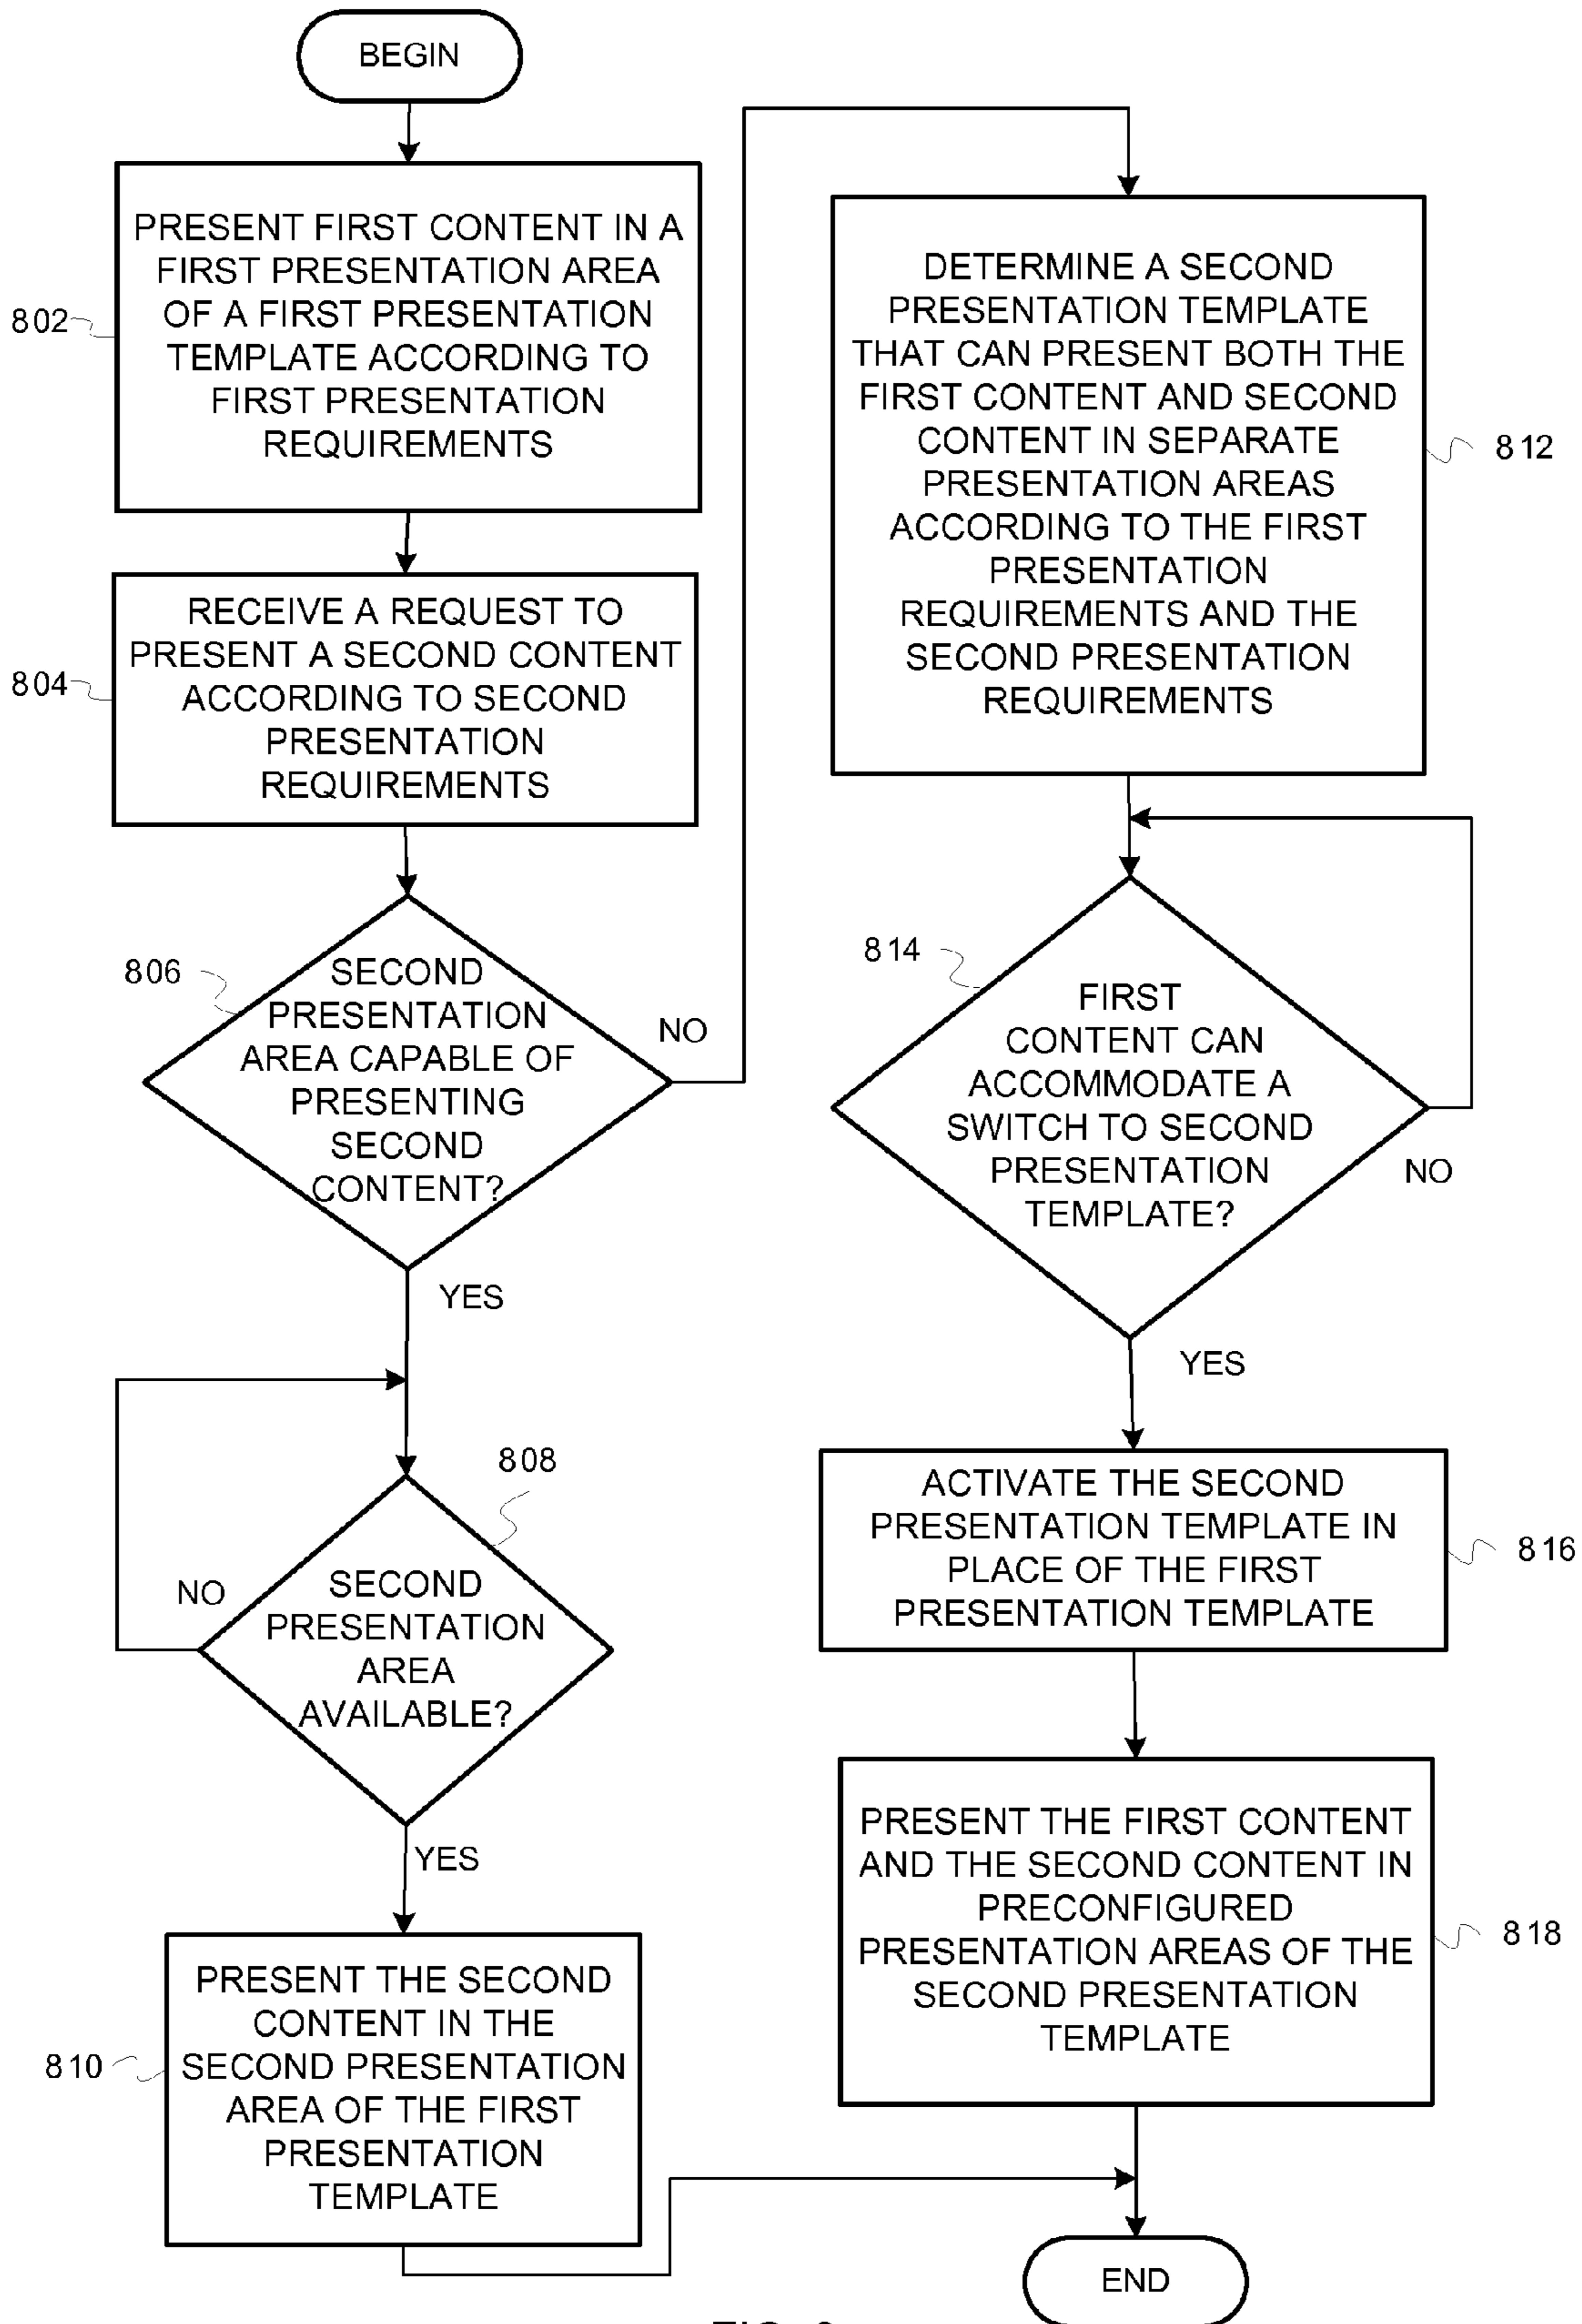 BEGIN
PRESENT FIRST CONTENT IN A
FIRST PRESENTATION AREA
OF A FIRST PRESENTATION
TEMPLATE ACCORDING TO
FIRST PRESENTATION
REQUIREMENTS
802
RECEIVE A REQUEST TO
PRESENT A SECOND CONTENT
ACCORDING TO SECOND
PRESENTATION
REQUIREMENTS
804
806
SECOND
PRESENTATION
AREA CAPABLE OF
PRESENTING
SECOND
CONTENT?
NO
YES
808
NO
SECOND
PRESENTATION
AREA
AVAILABLE?
YES
PRESENT THE SECOND
CONTENT IN THE
SECOND PRESENTATION
AREA OF THE FIRST
PRESENTATION
TEMPLATE
810
DETERMINE A SECOND
PRESENTATION TEMPLATE
THAT CAN PRESENT BOTH THE
FIRST CONTENT AND SECOND
CONTENT IN SEPARATE
PRESENTATION AREAS
ACCORDING TO THE FIRST
PRESENTATION
REQUIREMENTS AND THE
SECOND PRESENTATION
REQUIREMENTS
812
814
FIRST
CONTENT CAN
ACCOMMODATE A
SWITCH TO SECOND
PRESENTATION
TEMPLATE?
NO
YES
ACTIVATE THE SECOND
PRESENTATION TEMPLATE IN
PLACE OF THE FIRST
PRESENTATION TEMPLATE
816
PRESENT THE FIRST CONTENT
AND THE SECOND CONTENT IN
PRECONFIGURED
PRESENTATION AREAS OF THE
SECOND PRESENTATION
TEMPLATE
818
END